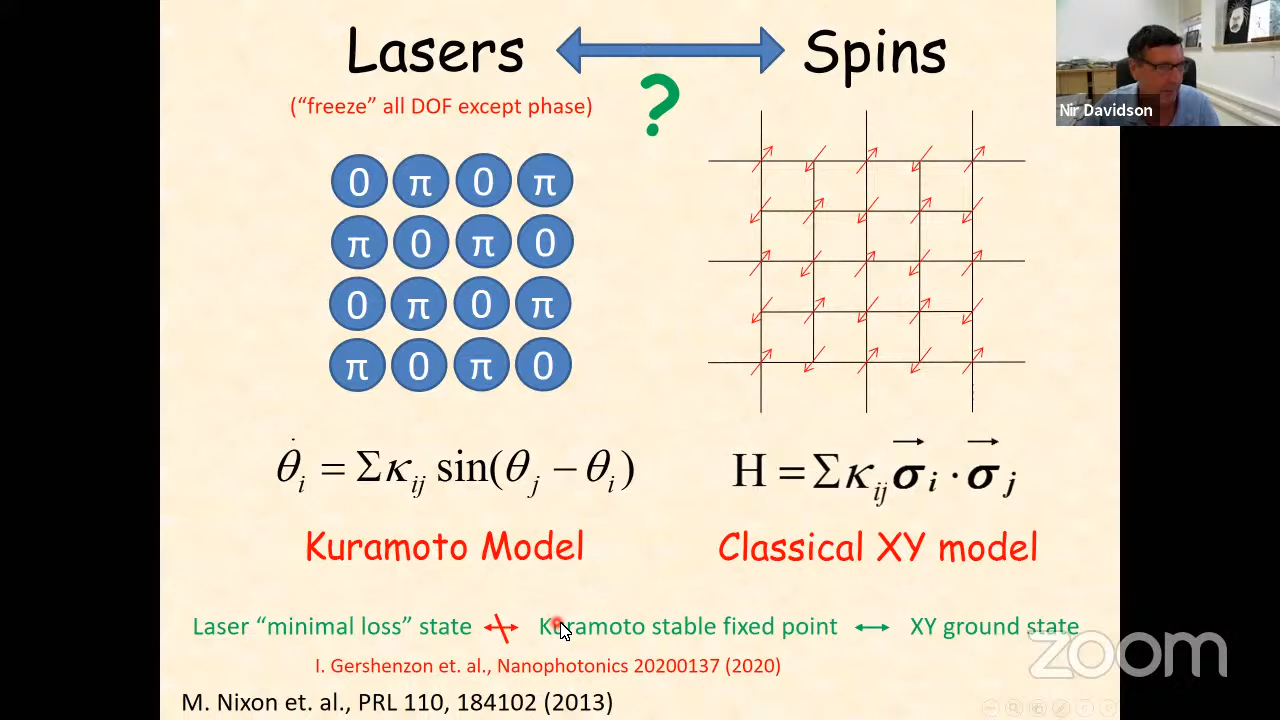 Lasers Spins
("freeze" all DOF except phase) ?
Nir Davidson
0 π 0 π
π 0 π 0
0 π 0 π
π 0 π 0
θ̇ᵢ = Σκᵢⱼ sin(θⱼ − θᵢ)
H = Σκᵢⱼ σ⃗ᵢ · σ⃗ⱼ
Kuramoto Model
Classical XY model
Laser "minimal loss" state Kuramoto stable fixed point XY ground state
I. Gershenzon et. al., Nanophotonics 20200137 (2020)
M. Nixon et. al., PRL 110, 184102 (2013)
zoom